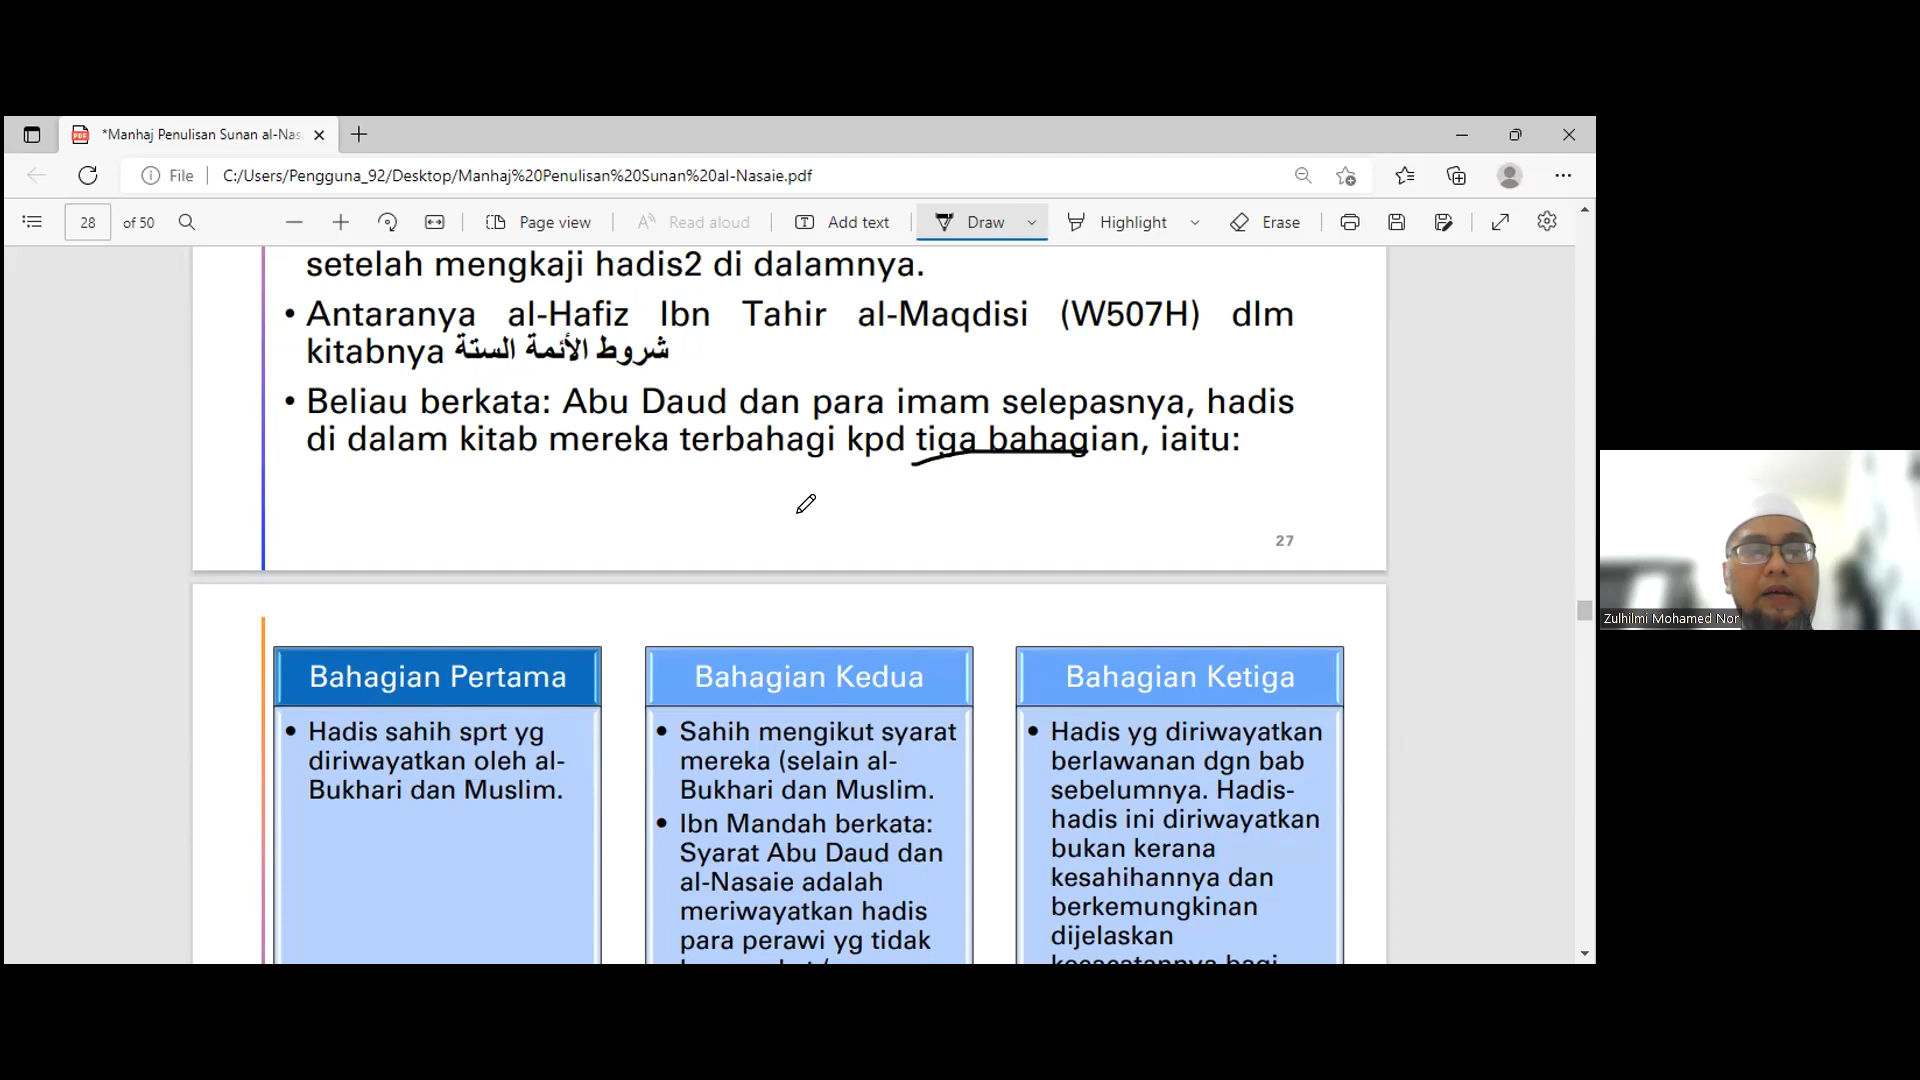 *Manhaj Penulisan Sunan al-Nas
File
C:/Users/Pengguna_92/Desktop/Manhaj%20Penulisan%20Sunan%20al-Nasaie.pdf
28 of 50
Page view
Read aloud
Add text
Draw
Highlight
Erase
setelah mengkaji hadis2 di dalamnya.
• Antaranya al-Hafiz Ibn Tahir al-Maqdisi (W507H) dlm
kitabnya شروط الأئمة الستة
• Beliau berkata: Abu Daud dan para imam selepasnya, hadis
di dalam kitab mereka terbahagi kpd tiga bahagian, iaitu:
27
Bahagian Pertama
• Hadis sahih sprt yg
diriwayatkan oleh al-
Bukhari dan Muslim.
Bahagian Kedua
• Sahih mengikut syarat
mereka (selain al-
Bukhari dan Muslim.
• Ibn Mandah berkata:
Syarat Abu Daud dan
al-Nasaie adalah
meriwayatkan hadis
para perawi yg tidak
Bahagian Ketiga
• Hadis yg diriwayatkan
berlawanan dgn bab
sebelumnya. Hadis-
hadis ini diriwayatkan
bukan kerana
kesahihannya dan
berkemungkinan
dijelaskan
kecacatannya bagi
Zulhilmi Mohamed Nor